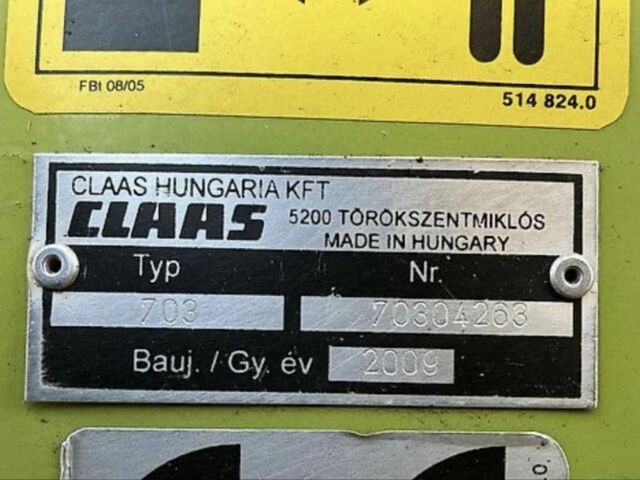 FBt 08/05
514 824.0
CLAAS HUNGARIA KFT
CLAAS 5200 TÖRÖKSZENTMIKLÓS
MADE IN HUNGARY
Typ Nr.
703 70304263
Bauj. / Gy. év 2009